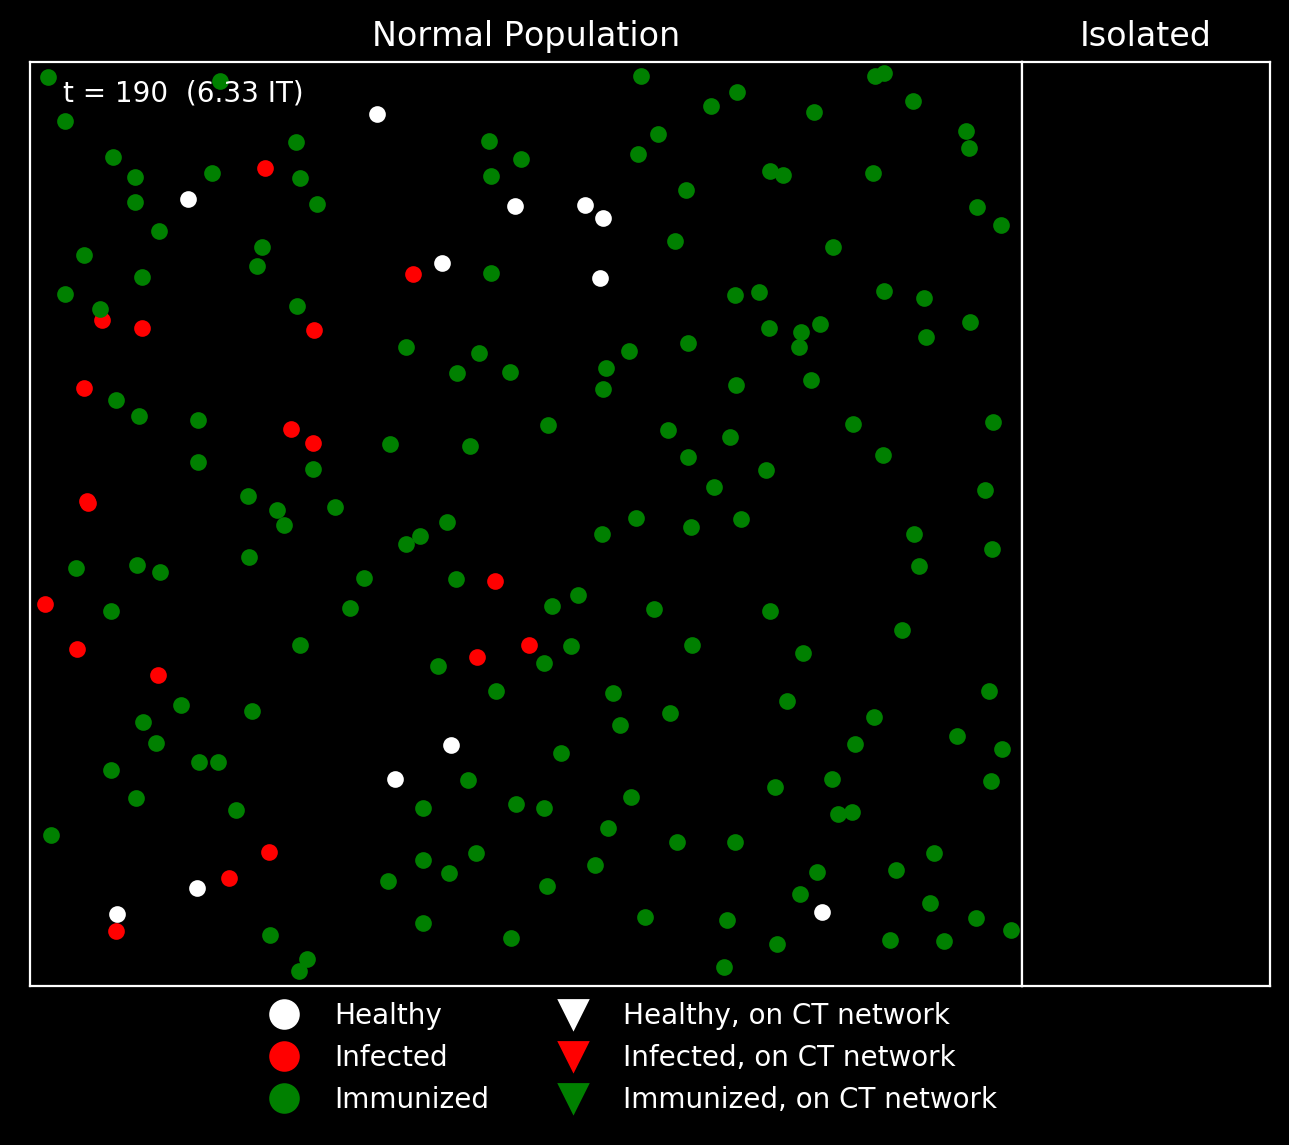 Normal Population
Isolated
t = 190  (6.33 IT)
Healthy
Healthy, on CT network
Infected
Infected, on CT network
Immunized
Immunized, on CT network